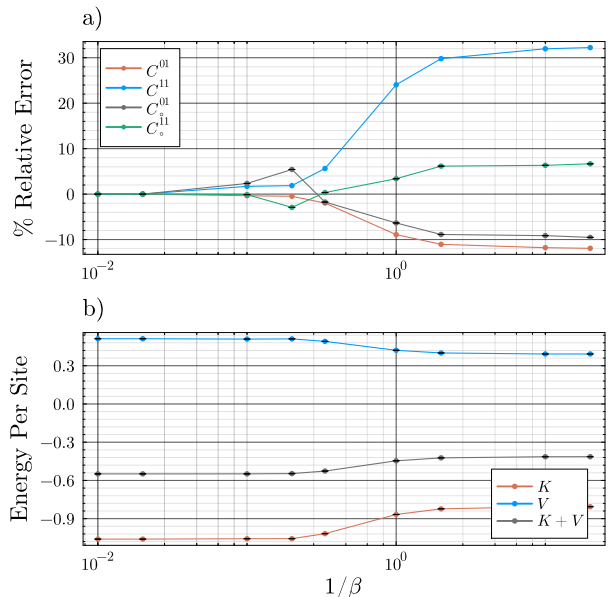 a)
% Relative Error
30
20
10
0
−10
C^{01}
C^{11}
C_∘^{01}
C_∘^{11}
10^{−2}
10^{0}
b)
Energy Per Site
0.3
0.0
−0.3
−0.6
−0.9
K
V
K + V
10^{−2}
10^{0}
1/β